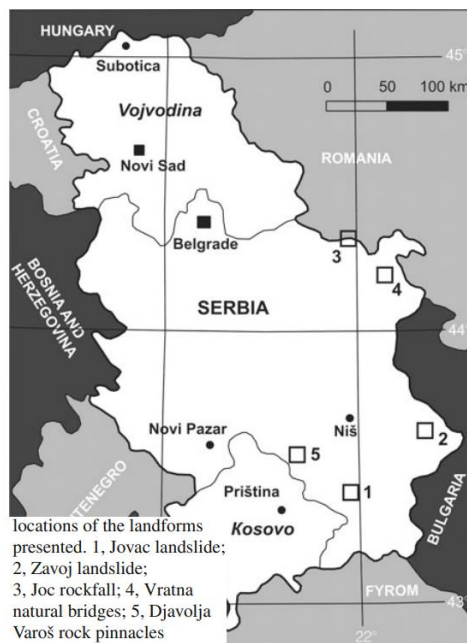 HUNGARY
45°
Subotica
0 50 100 km
Vojvodina
CROATIA
ROMANIA
Novi Sad
Belgrade
3
4
BOSNIA AND
HERZEGOVINA
SERBIA
44°
Niš
Novi Pazar
2
5
BULGARIA
Priština
1
Kosovo
TENEGRO
locations of the landforms
presented. 1, Jovac landslide;
2, Zavoj landslide;
3, Joc rockfall; 4, Vratna
natural bridges; 5, Djavolja
Varoš rock pinnacles
FYROM
43°
22°